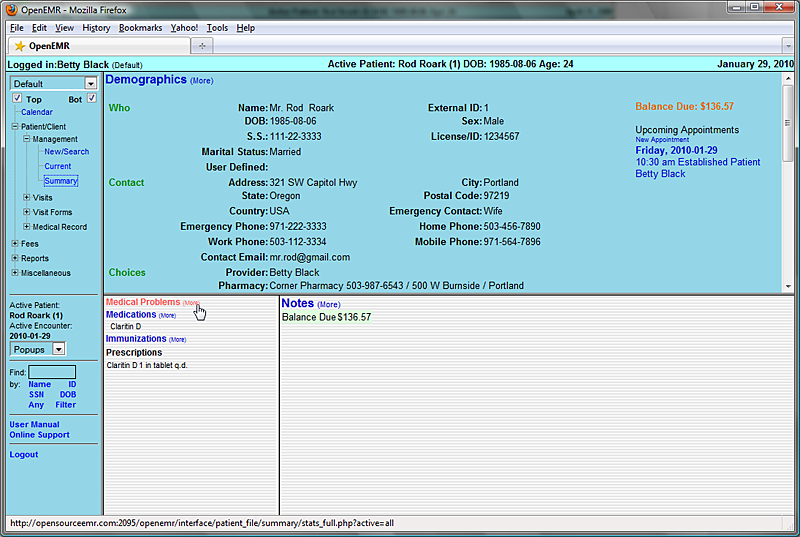 OpenEMR - Mozilla Firefox
File Edit View History Bookmarks Yahoo! Tools Help
OpenEMR
Logged in:Betty Black (Default) Active Patient: Rod Roark (1) DOB: 1985-08-06 Age: 24 January 29, 2010
Default
Top Bot
Calendar
Patient/Client
Management
New/Search
Current
Summary
Visits
Visit Forms
Medical Record
Fees
Reports
Miscellaneous
Active Patient:
Rod Roark (1)
Active Encounter:
2010-01-29
Popups
Find:
by: Name ID
SSN DOB
Any Filter
User Manual
Online Support
Logout
Demographics (More)
Who Name: Mr. Rod Roark External ID: 1
DOB: 1985-08-06 Sex: Male
S.S.: 111-22-3333 License/ID: 1234567
Marital Status: Married
User Defined:
Contact Address: 321 SW Capitol Hwy City: Portland
State: Oregon Postal Code: 97219
Country: USA Emergency Contact: Wife
Emergency Phone: 971-222-3333 Home Phone: 503-456-7890
Work Phone: 503-112-3334 Mobile Phone: 971-564-7896
Contact Email: mr.rod@gmail.com
Choices Provider: Betty Black
Pharmacy: Corner Pharmacy 503-987-6543 / 500 W Burnside / Portland
Balance Due: $136.57
Upcoming Appointments
New Appointment
Friday, 2010-01-29
10:30 am Established Patient
Betty Black
Medical Problems (More)
Medications (More)
Claritin D
Immunizations (More)
Prescriptions
Claritin D 1 in tablet q.d.
Notes (More)
Balance Due $136.57
http://opensourceemr.com:2095/openemr/interface/patient_file/summary/stats_full.php?active=all